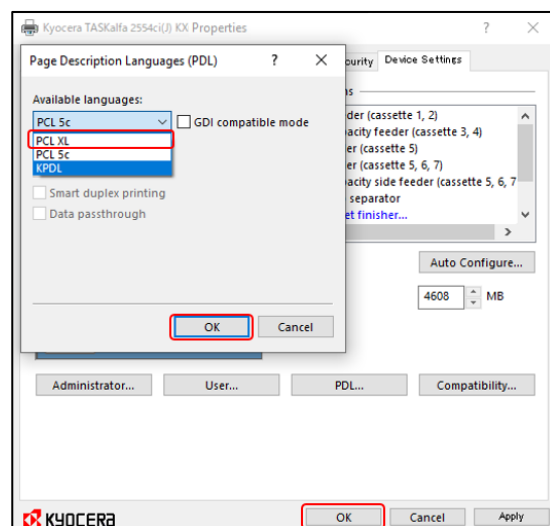 Kyocera TASKalfa 2554ci(J) KX Properties
Page Description Languages (PDL)
Device Settings
Available languages:
PCL 5c
GDI compatible mode
PCL XL
PCL 5c
KPDL
Smart duplex printing
Data passthrough
OK
Cancel
der (cassette 1, 2)
acity feeder (cassette 3, 4)
er (cassette 5)
er (cassette 5, 6, 7)
acity side feeder (cassette 5, 6, 7
separator
et finisher...
Auto Configure...
4608 MB
Administrator...
User...
PDL...
Compatibility...
KYOCERA
OK
Cancel
Apply